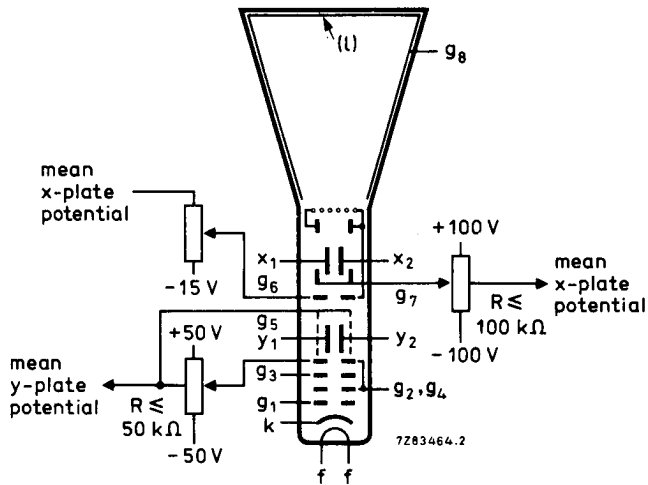 (l)
g8
mean
x-plate
potential
-15 V
x1
x2
g6
g7
+100 V
mean
x-plate
potential
R ≤
100 kΩ
-100 V
g5
+50 V
y1
y2
mean
y-plate
potential
R ≤
50 kΩ
-50 V
g3
g2, g4
g1
k
7Z83464.2
f f